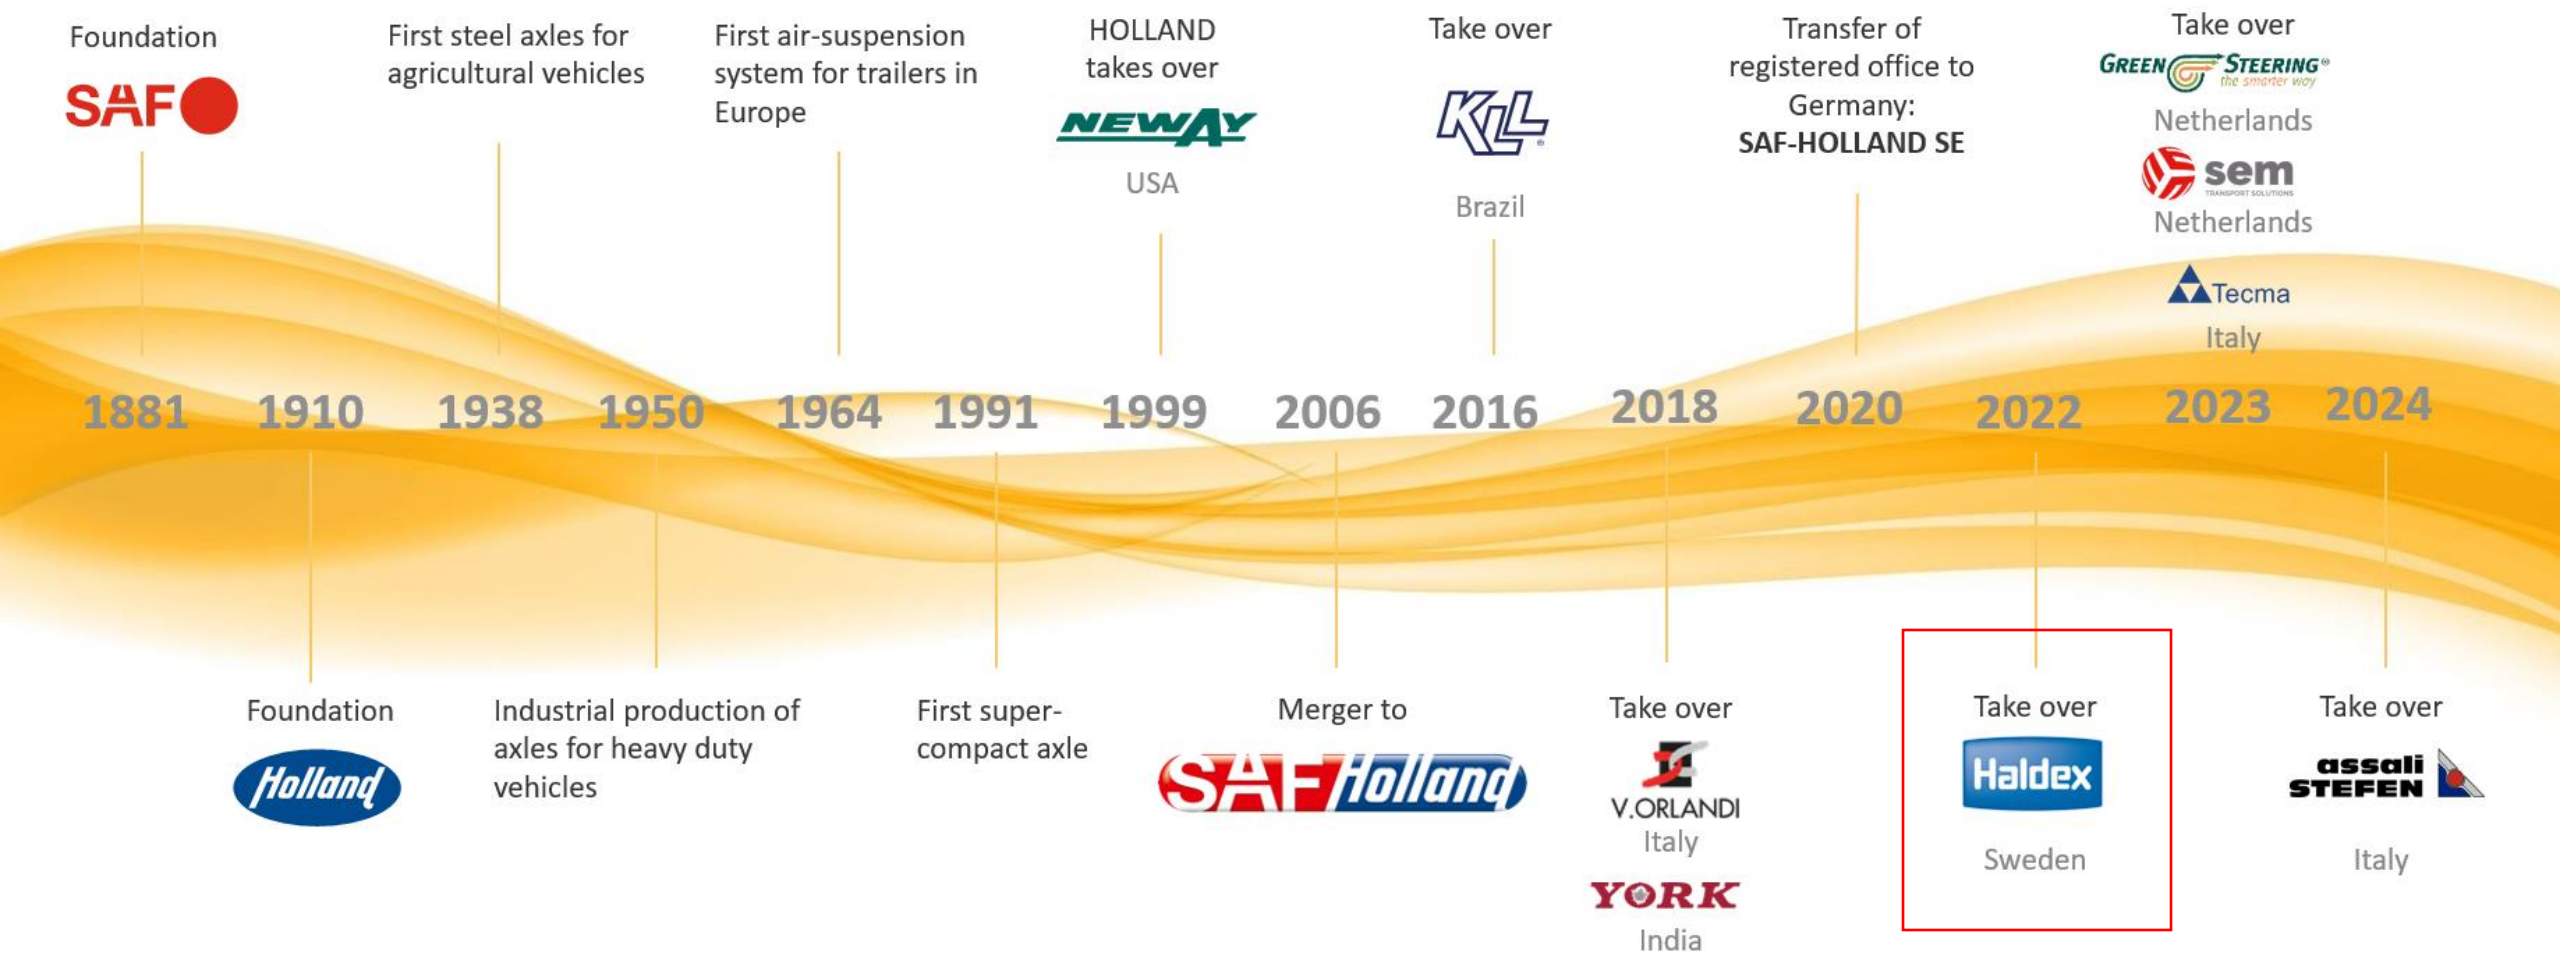 Foundation
SAF
First steel axles for
agricultural vehicles
First air-suspension
system for trailers in
Europe
HOLLAND
takes over
NEWAY
USA
Take over
KLL
Brazil
Transfer of
registered office to
Germany:
SAF-HOLLAND SE
Take over
GREEN STEERING®
the smarter way
Netherlands
sem
TRANSPORT SOLUTIONS
Netherlands
Tecma
Italy
1881 1910 1938 1950 1964 1991 1999 2006 2016 2018 2020 2022 2023 2024
Foundation
Holland
Industrial production of
axles for heavy duty
vehicles
First super-
compact axle
Merger to
SAF Holland
Take over
V.ORLANDI
Italy
YORK
India
Take over
Haldex
Sweden
Take over
assali
STEFEN
Italy